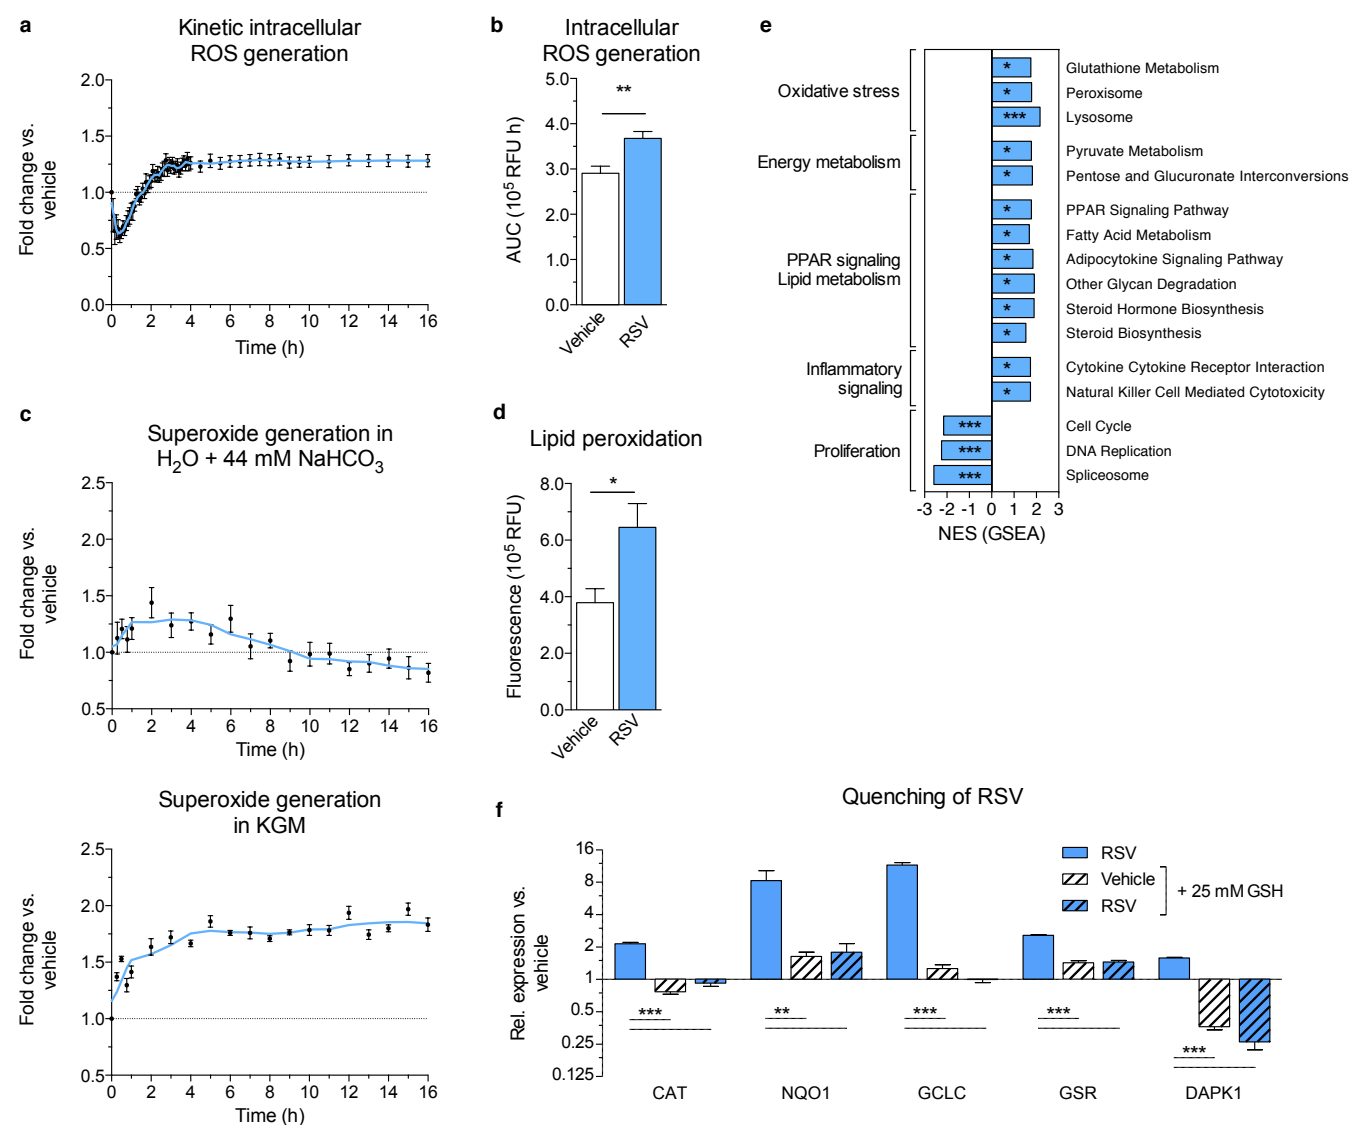 a
Kinetic intracellular
ROS generation
Fold change vs.
vehicle
2.0
1.5
1.0
0.5
0.0
0 2 4 6 8 10 12 14 16
Time (h)
b
Intracellular
ROS generation
AUC (10⁵ RFU h)
5.0
4.0
3.0
2.0
1.0
0.0
**
Vehicle
RSV
c
Superoxide generation in
H₂O + 44 mM NaHCO₃
Fold change vs.
vehicle
2.5
2.0
1.5
1.0
0.5
0 2 4 6 8 10 12 14 16
Time (h)
Superoxide generation
in KGM
Fold change vs.
vehicle
2.5
2.0
1.5
1.0
0.5
0 2 4 6 8 10 12 14 16
Time (h)
d
Lipid peroxidation
Fluorescence (10⁵ RFU)
8.0
6.0
4.0
2.0
0.0
*
Vehicle
RSV
e
Oxidative stress
* Glutathione Metabolism
* Peroxisome
*** Lysosome
Energy metabolism
* Pyruvate Metabolism
* Pentose and Glucuronate Interconversions
PPAR signaling
Lipid metabolism
* PPAR Signaling Pathway
* Fatty Acid Metabolism
* Adipocytokine Signaling Pathway
* Other Glycan Degradation
* Steroid Hormone Biosynthesis
* Steroid Biosynthesis
Inflammatory
signaling
* Cytokine Cytokine Receptor Interaction
* Natural Killer Cell Mediated Cytotoxicity
Proliferation
*** Cell Cycle
*** DNA Replication
*** Spliceosome
-3 -2 -1 0 1 2 3
NES (GSEA)
f
Quenching of RSV
RSV
Vehicle
RSV
+ 25 mM GSH
Rel. expression vs.
vehicle
16
8
4
2
1
0.5
0.25
0.125
*** ** *** *** ***
CAT NQO1 GCLC GSR DAPK1